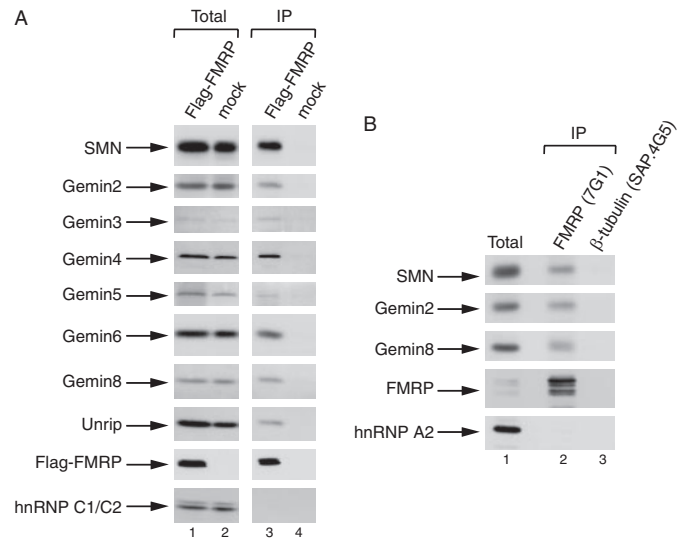 A
Total IP
Flag-FMRP mock Flag-FMRP mock
SMN
Gemin2
Gemin3
Gemin4
Gemin5
Gemin6
Gemin8
Unrip
Flag-FMRP
hnRNP C1/C2
1 2 3 4
B
IP
Total FMRP (7G1) β-tubulin (SAP.4G5)
SMN
Gemin2
Gemin8
FMRP
hnRNP A2
1 2 3